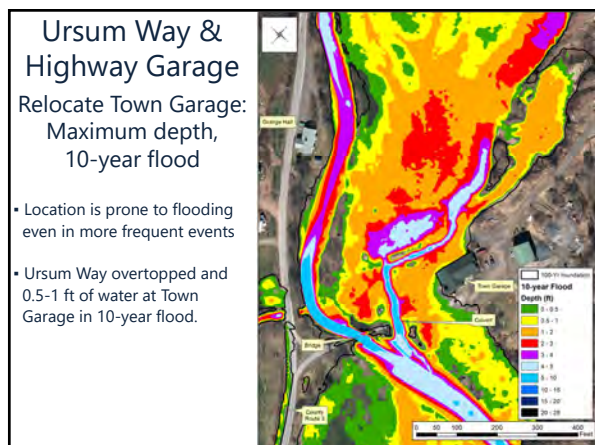 Ursum Way &
Highway Garage
Relocate Town Garage:
Maximum depth,
10-year flood
▪ Location is prone to flooding
even in more frequent events
▪ Ursum Way overtopped and
0.5-1 ft of water at Town
Garage in 10-year flood.
Grange Hall
Town Garage
Culvert
Bridge
County
Route 3
100-Yr Inundation
10-year Flood
Depth (ft)
0 - 0.5
0.5 - 1
1 - 2
2 - 3
3 - 4
4 - 5
5 - 10
10 - 15
15 - 20
20 - 25
0 50 100 200 300 400
Feet